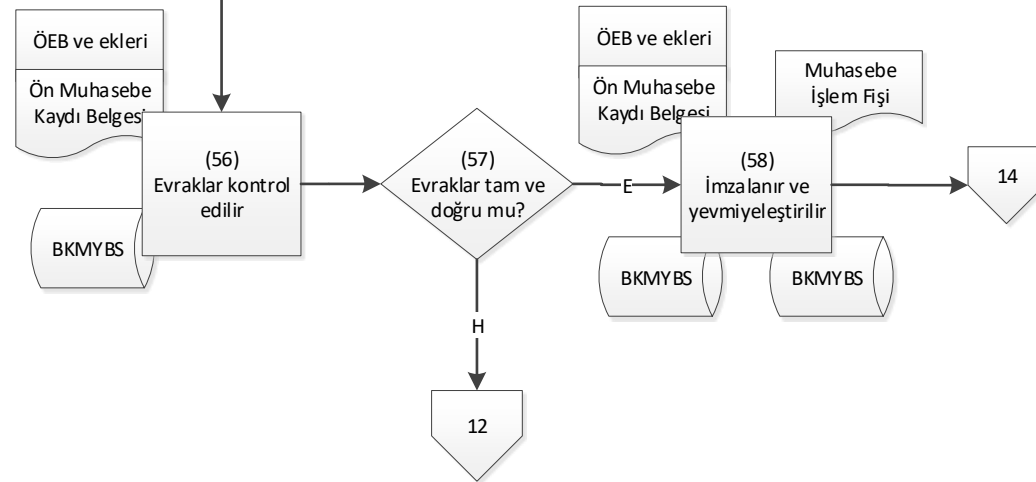 ÖEB ve ekleri
Ön Muhasebe
Kaydı Belgesi
(56)
Evraklar kontrol
edilir
BKMYBS
(57)
Evraklar tam ve
doğru mu?
E
H
12
ÖEB ve ekleri
Ön Muhasebe
Kaydı Belgesi
Muhasebe
İşlem Fişi
(58)
İmzalanır ve
yevmiyeleştirilir
BKMYBS
BKMYBS
14